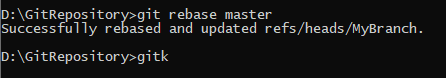 D:\GitRepository>git rebase master
Successfully rebased and updated refs/heads/MyBranch.
D:\GitRepository>gitk